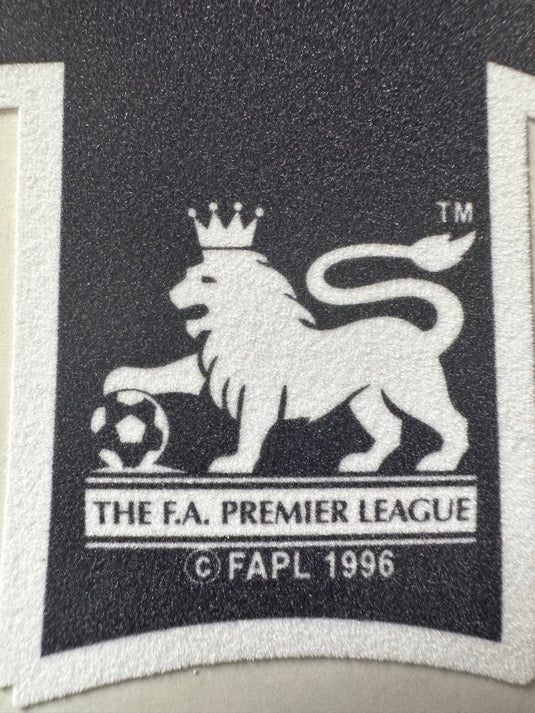 TM
THE F.A. PREMIER LEAGUE
© FAPL 1996